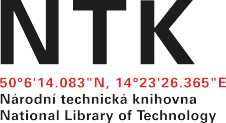 NTK
50°6'14.083"N, 14°23'26.365"E
Národní technická knihovna
National Library of Technology